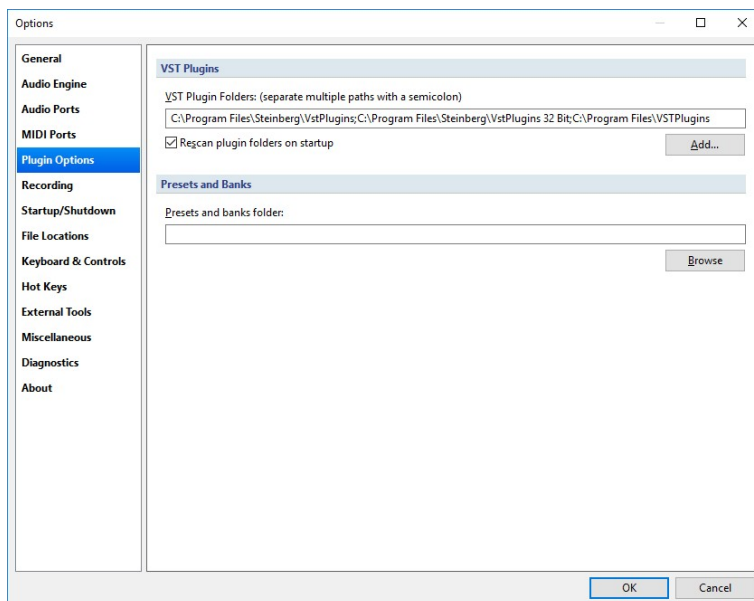 Options
General
Audio Engine
Audio Ports
MIDI Ports
Plugin Options
Recording
Startup/Shutdown
File Locations
Keyboard & Controls
Hot Keys
External Tools
Miscellaneous
Diagnostics
About
VST Plugins
VST Plugin Folders: (separate multiple paths with a semicolon)
C:\Program Files\Steinberg\VstPlugins;C:\Program Files\Steinberg\VstPlugins 32 Bit;C:\Program Files\VSTPlugins
Rescan plugin folders on startup
Add...
Presets and Banks
Presets and banks folder:
Browse
OK
Cancel